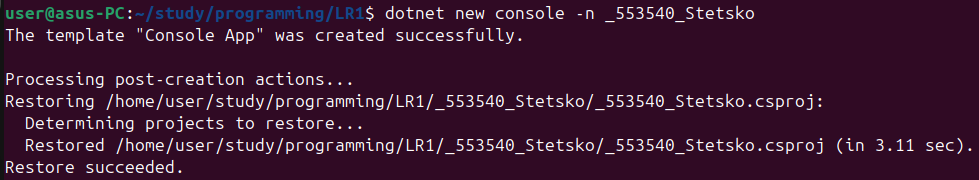 user@asus-PC:~/study/programming/LR1$ dotnet new console -n _553540_Stetsko
The template "Console App" was created successfully.

Processing post-creation actions...
Restoring /home/user/study/programming/LR1/_553540_Stetsko/_553540_Stetsko.csproj:
  Determining projects to restore...
  Restored /home/user/study/programming/LR1/_553540_Stetsko/_553540_Stetsko.csproj (in 3.11 sec).
Restore succeeded.